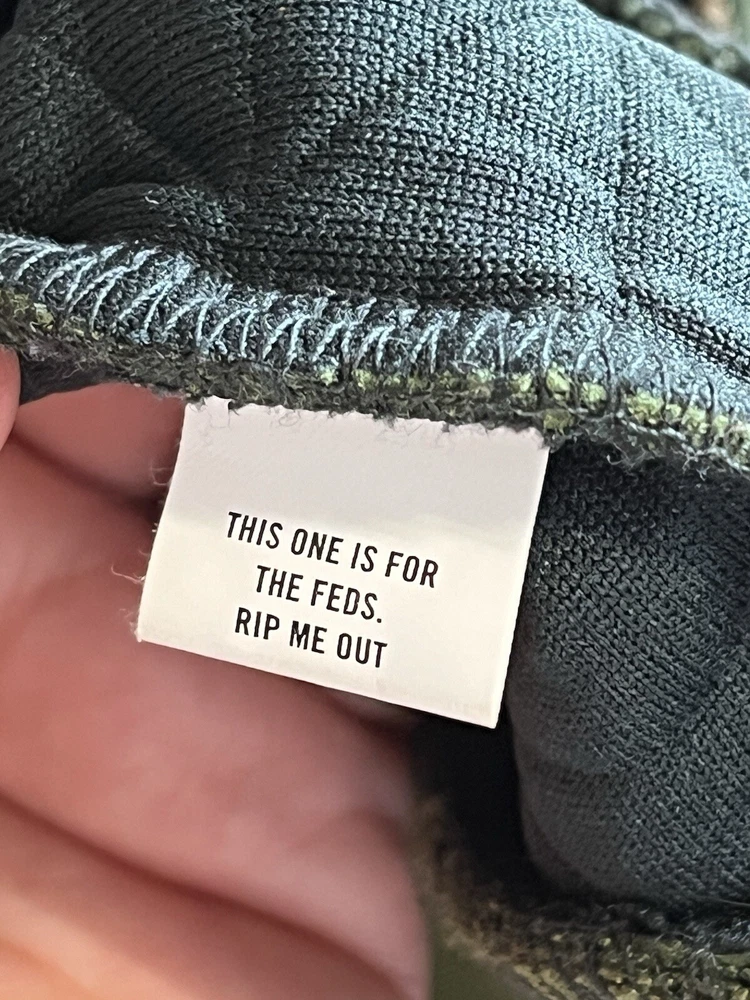 THIS ONE IS FOR
THE FEDS.
RIP ME OUT